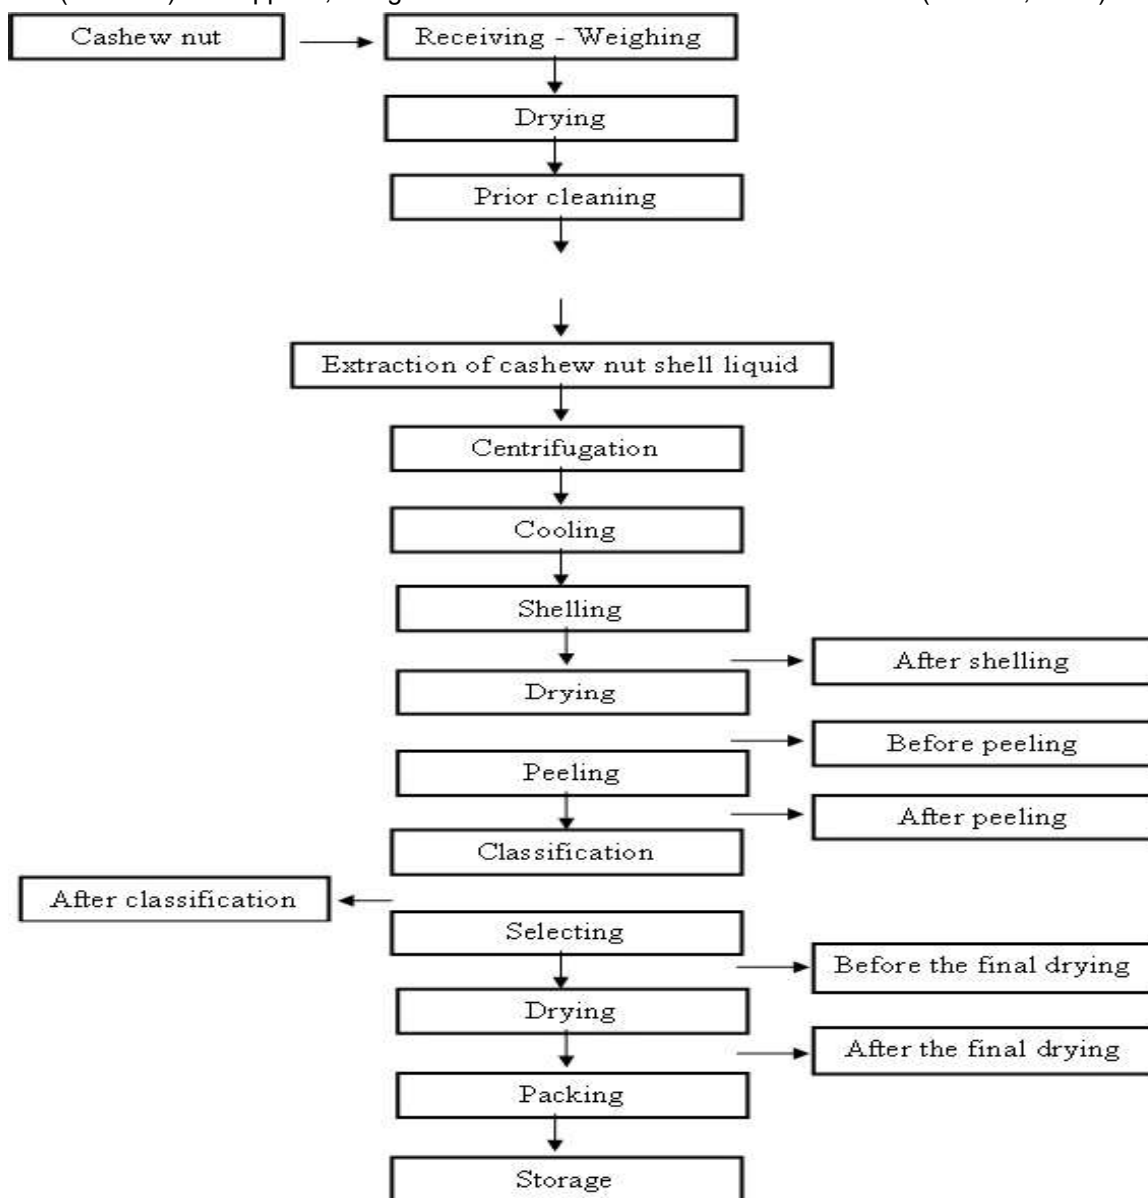 Cashew nut
Receiving - Weighing
Drying
Prior cleaning
Extraction of cashew nut shell liquid
Centrifugation
Cooling
Shelling
After shelling
Drying
Before peeling
Peeling
After peeling
Classification
After classification
Selecting
Before the final drying
Drying
After the final drying
Packing
Storage